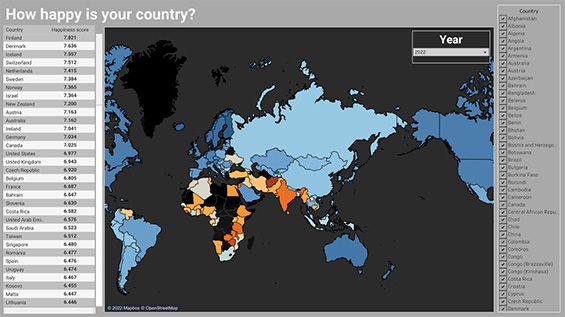 How happy is your country?
Country Happiness score
Finland 7.821
Denmark 7.636
Iceland 7.557
Switzerland 7.512
Netherlands 7.415
Sweden 7.384
Norway 7.365
Israel 7.364
New Zealand 7.200
Austria 7.163
Australia 7.162
Ireland 7.041
Germany 7.034
Canada 7.025
United States 6.977
United Kingdom 6.943
Czech Republic 6.920
Belgium 6.805
France 6.687
Bahrain 6.647
Slovenia 6.630
Costa Rica 6.582
United Arab Emi.. 6.576
Saudi Arabia 6.523
Taiwan 6.512
Singapore 6.480
Romania 6.477
Spain 6.476
Uruguay 6.474
Italy 6.467
Kosovo 6.455
Malta 6.447
Lithuania 6.446
Year
2022
© 2022 Mapbox © OpenStreetMap
Country
Afghanistan
Albania
Algeria
Angola
Argentina
Armenia
Australia
Austria
Azerbaijan
Bahrain
Bangladesh
Belarus
Belgium
Belize
Benin
Bhutan
Bolivia
Bosnia and Herzego..
Botswana
Brazil
Bulgaria
Burkina Faso
Burundi
Cambodia
Cameroon
Canada
Central African Repu..
Chad
Chile
China
Colombia
Comoros
Congo
Congo (Brazzaville)
Congo (Kinshasa)
Costa Rica
Croatia
Cyprus
Czech Republic
Denmark